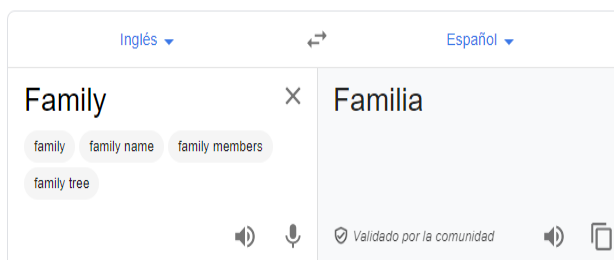 Inglés Español
Family Familia
family family name family members
family tree
Validado por la comunidad